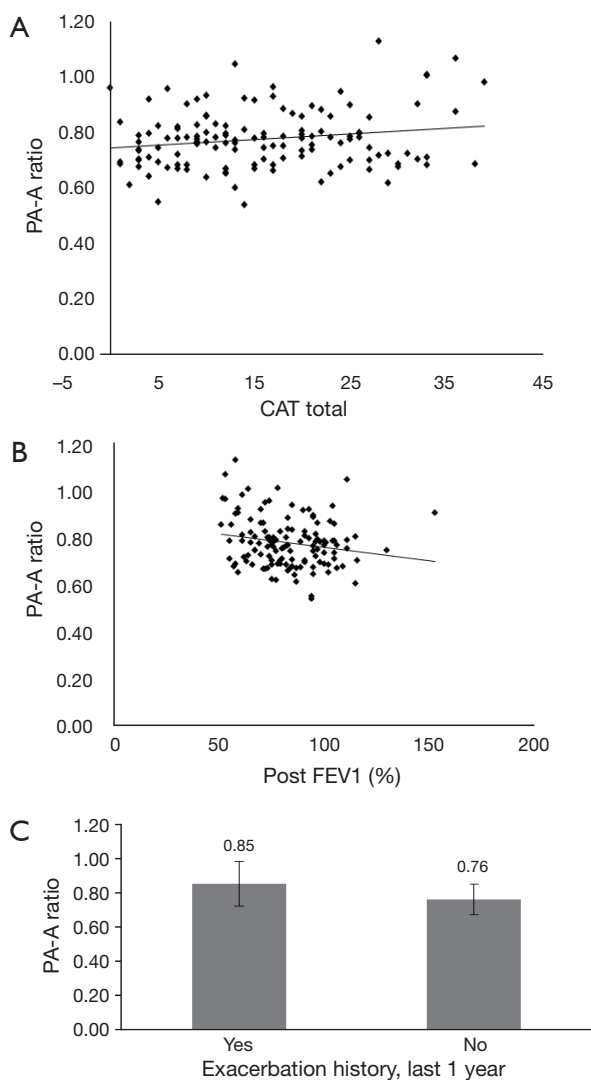 A
1.20
1.00
0.80
0.60
0.40
0.20
0.00
PA-A ratio
–5 5 15 25 35 45
CAT total
B
1.20
1.00
0.80
0.60
0.40
0.20
0.00
PA-A ratio
0 50 100 150 200
Post FEV1 (%)
C
1.20
1.00
0.80
0.60
0.40
0.20
0.00
PA-A ratio
0.85
0.76
Yes No
Exacerbation history, last 1 year